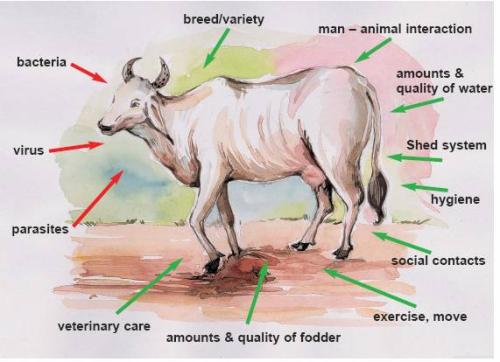 breed/variety
man – animal interaction
bacteria
amounts &
quality of water
virus
Shed system
hygiene
parasites
social contacts
exercise, move
veterinary care
amounts & quality of fodder